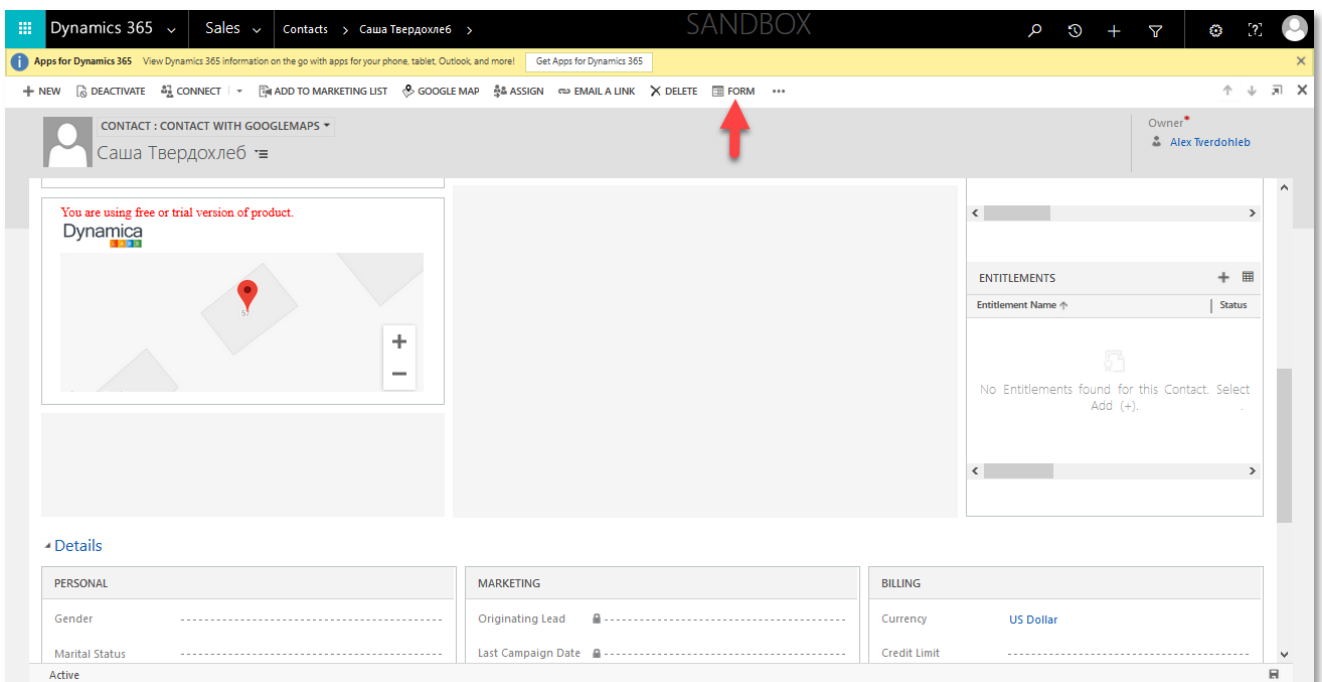 Dynamics 365 Sales Contacts > Саша Твердохлеб > SANDBOX
Apps for Dynamics 365 View Dynamics 365 information on the go with apps for your phone, tablet, Outlook, and more! Get Apps for Dynamics 365
NEW DEACTIVATE CONNECT ADD TO MARKETING LIST GOOGLE MAP ASSIGN EMAIL A LINK DELETE FORM ...
CONTACT : CONTACT WITH GOOGLEMAPS
Саша Твердохлеб
Owner*
Alex Tverdohleb
You are using free or trial version of product.
Dynamica
57
ENTITLEMENTS
Entitlement Name Status
No Entitlements found for this Contact. Select
Add (+).
Details
PERSONAL
Gender
Marital Status
MARKETING
Originating Lead
Last Campaign Date
BILLING
Currency US Dollar
Credit Limit
Active